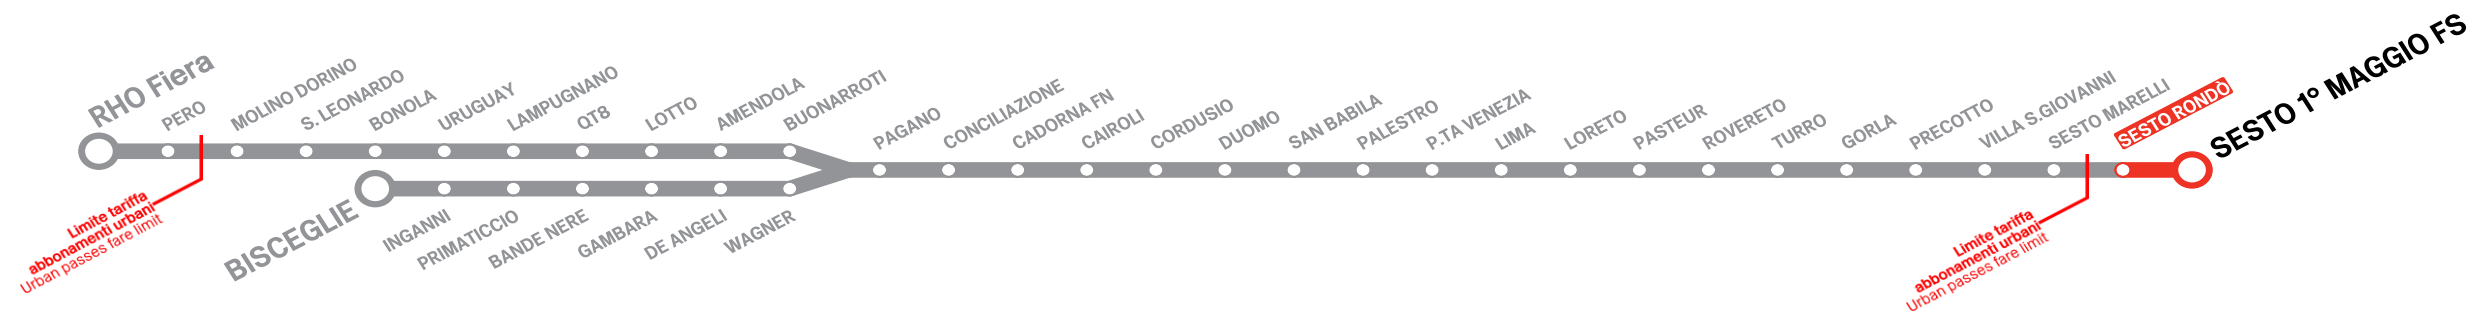 RHO Fiera
PERO
MOLINO DORINO
S. LEONARDO
BONOLA
URUGUAY
LAMPUGNANO
QT8
LOTTO
AMENDOLA
BUONARROTI
PAGANO
CONCILIAZIONE
CADORNA FN
CAIROLI
CORDUSIO
DUOMO
SAN BABILA
PALESTRO
P.TA VENEZIA
LIMA
LORETO
PASTEUR
ROVERETO
TURRO
GORLA
PRECOTTO
VILLA S.GIOVANNI
SESTO MARELLI
SESTO RONDÒ
SESTO 1° MAGGIO FS
Limite tariffa
abbonamenti urbani
Urban passes fare limit
BISCEGLIE
INGANNI
PRIMATICCIO
BANDE NERE
GAMBARA
DE ANGELI
WAGNER
Limite tariffa
abbonamenti urbani
Urban passes fare limit